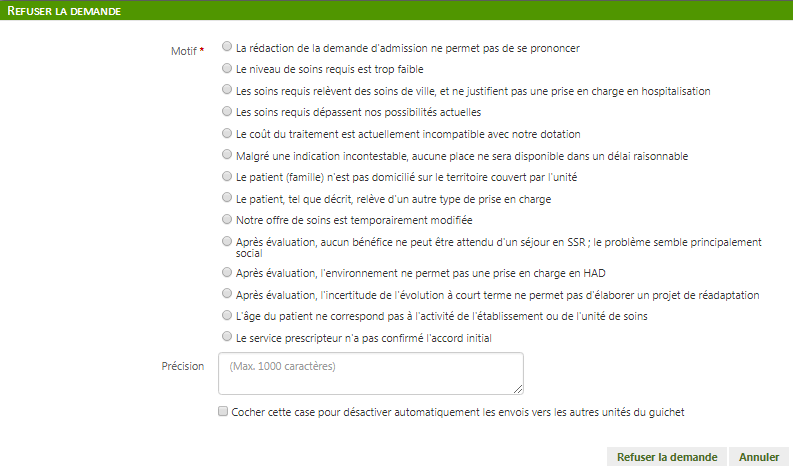 REFUSER LA DEMANDE
Motif *
La rédaction de la demande d'admission ne permet pas de se prononcer
Le niveau de soins requis est trop faible
Les soins requis relèvent des soins de ville, et ne justifient pas une prise en charge en hospitalisation
Les soins requis dépassent nos possibilités actuelles
Le coût du traitement est actuellement incompatible avec notre dotation
Malgré une indication incontestable, aucune place ne sera disponible dans un délai raisonnable
Le patient (famille) n'est pas domicilié sur le territoire couvert par l'unité
Le patient, tel que décrit, relève d'un autre type de prise en charge
Notre offre de soins est temporairement modifiée
Après évaluation, aucun bénéfice ne peut être attendu d'un séjour en SSR ; le problème semble principalement
social
Après évaluation, l'environnement ne permet pas une prise en charge en HAD
Après évaluation, l'incertitude de l'évolution à court terme ne permet pas d'élaborer un projet de réadaptation
L'âge du patient ne correspond pas à l'activité de l'établissement ou de l'unité de soins
Le service prescripteur n'a pas confirmé l'accord initial
Précision
(Max. 1000 caractères)
Cocher cette case pour désactiver automatiquement les envois vers les autres unités du guichet
Refuser la demande
Annuler